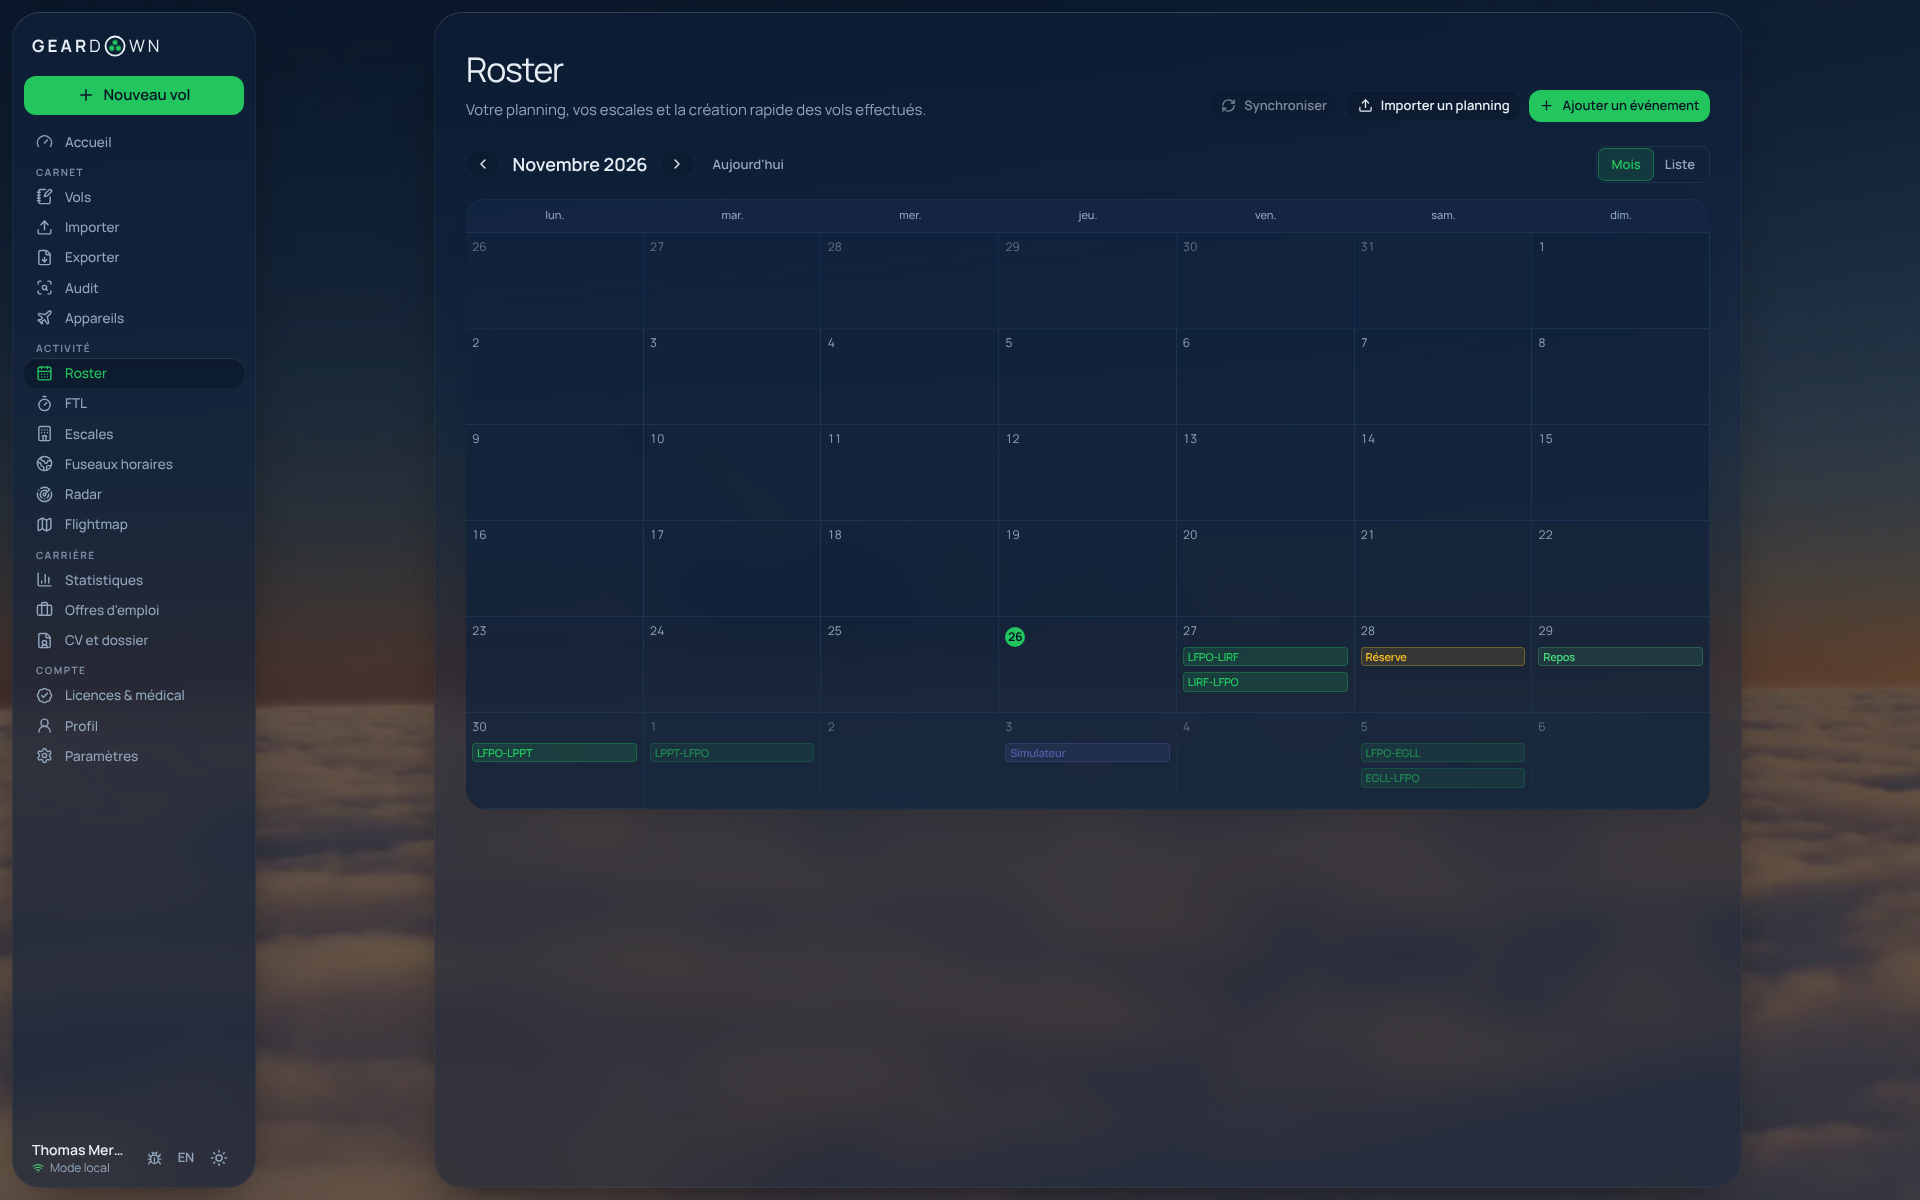 GEARDOWN
Nouveau vol
Accueil
CARNET
Vols
Importer
Exporter
Audit
Appareils
ACTIVITÉ
Roster
FTL
Escales
Fuseaux horaires
Radar
Flightmap
CARRIÈRE
Statistiques
Offres d'emploi
CV et dossier
COMPTE
Licences & médical
Profil
Paramètres
Thomas Mer...
Mode local
EN
Roster
Votre planning, vos escales et la création rapide des vols effectués.
Synchroniser
Importer un planning
Ajouter un événement
Novembre 2026
Aujourd'hui
Mois
Liste
lun. mar. mer. jeu. ven. sam. dim.
26 27 28 29 30 31 1
2 3 4 5 6 7 8
9 10 11 12 13 14 15
16 17 18 19 20 21 22
23 24 25 26 27 28 29
LFPO-LIRF Réserve Repos
LIRF-LFPO
30 1 2 3 4 5 6
LFPO-LPPT LPPT-LFPO Simulateur LFPO-EGLL
EGLL-LFPO